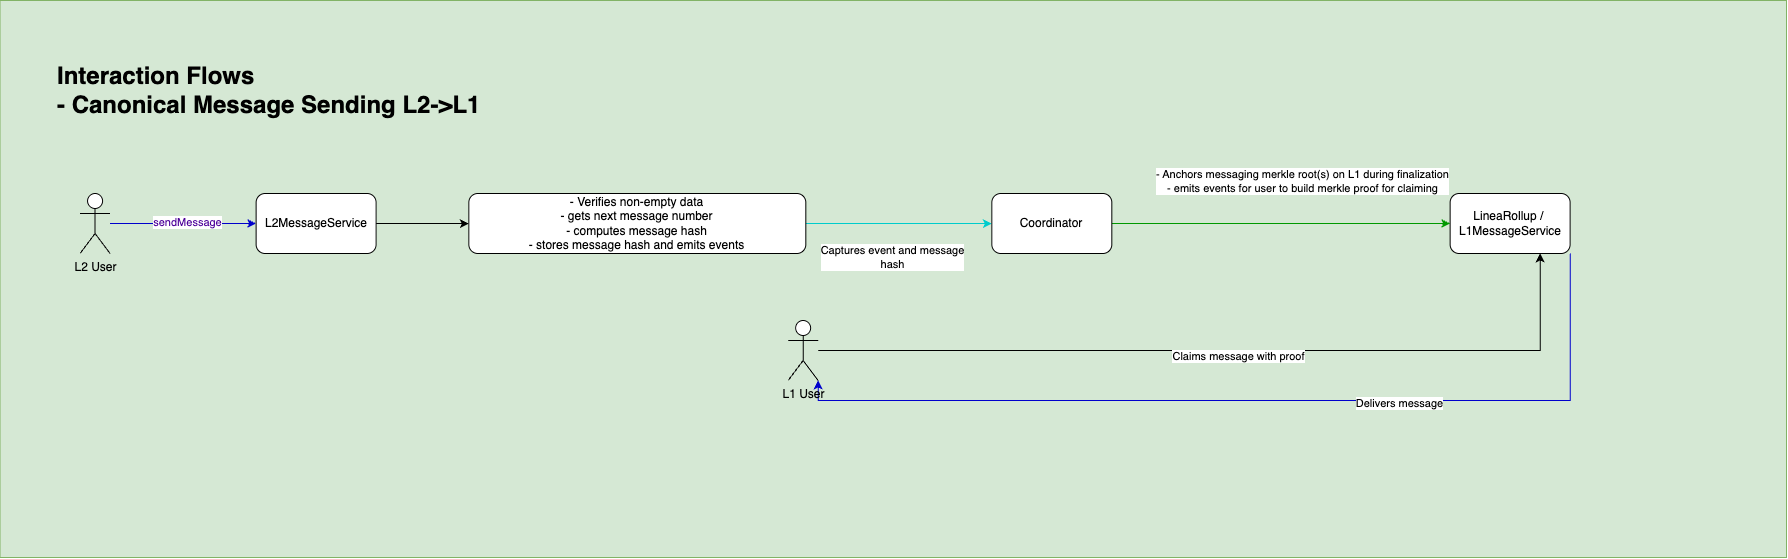 Interaction Flows
- Canonical Message Sending L2->L1
- Anchors messaging merkle root(s) on L1 during finalization
- emits events for user to build merkle proof for claiming
L2 User
sendMessage
L2MessageService
- Verifies non-empty data
- gets next message number
- computes message hash
- stores message hash and emits events
Captures event and message
hash
Coordinator
LineaRollup /
L1MessageService
L1 User
Claims message with proof
Delivers message